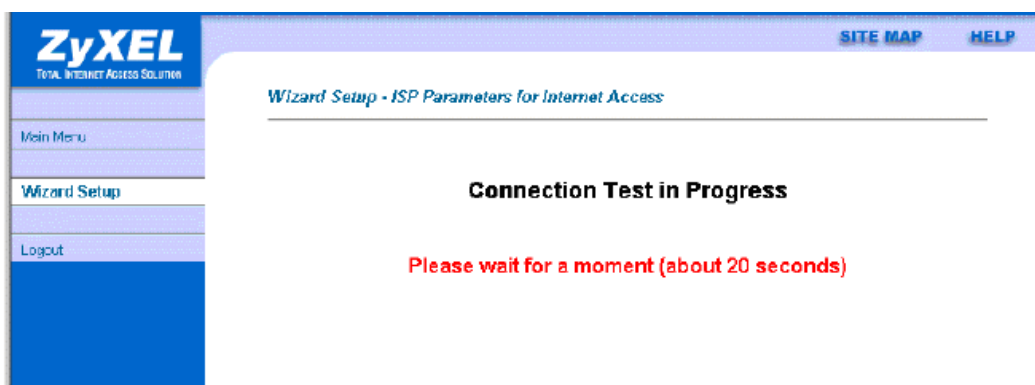 ZyXEL
TOTAL INTERNET ACCESS SOLUTION
SITE MAP HELP
Wizard Setup - ISP Parameters for Internet Access
Main Menu
Wizard Setup
Logout
Connection Test in Progress
Please wait for a moment (about 20 seconds)